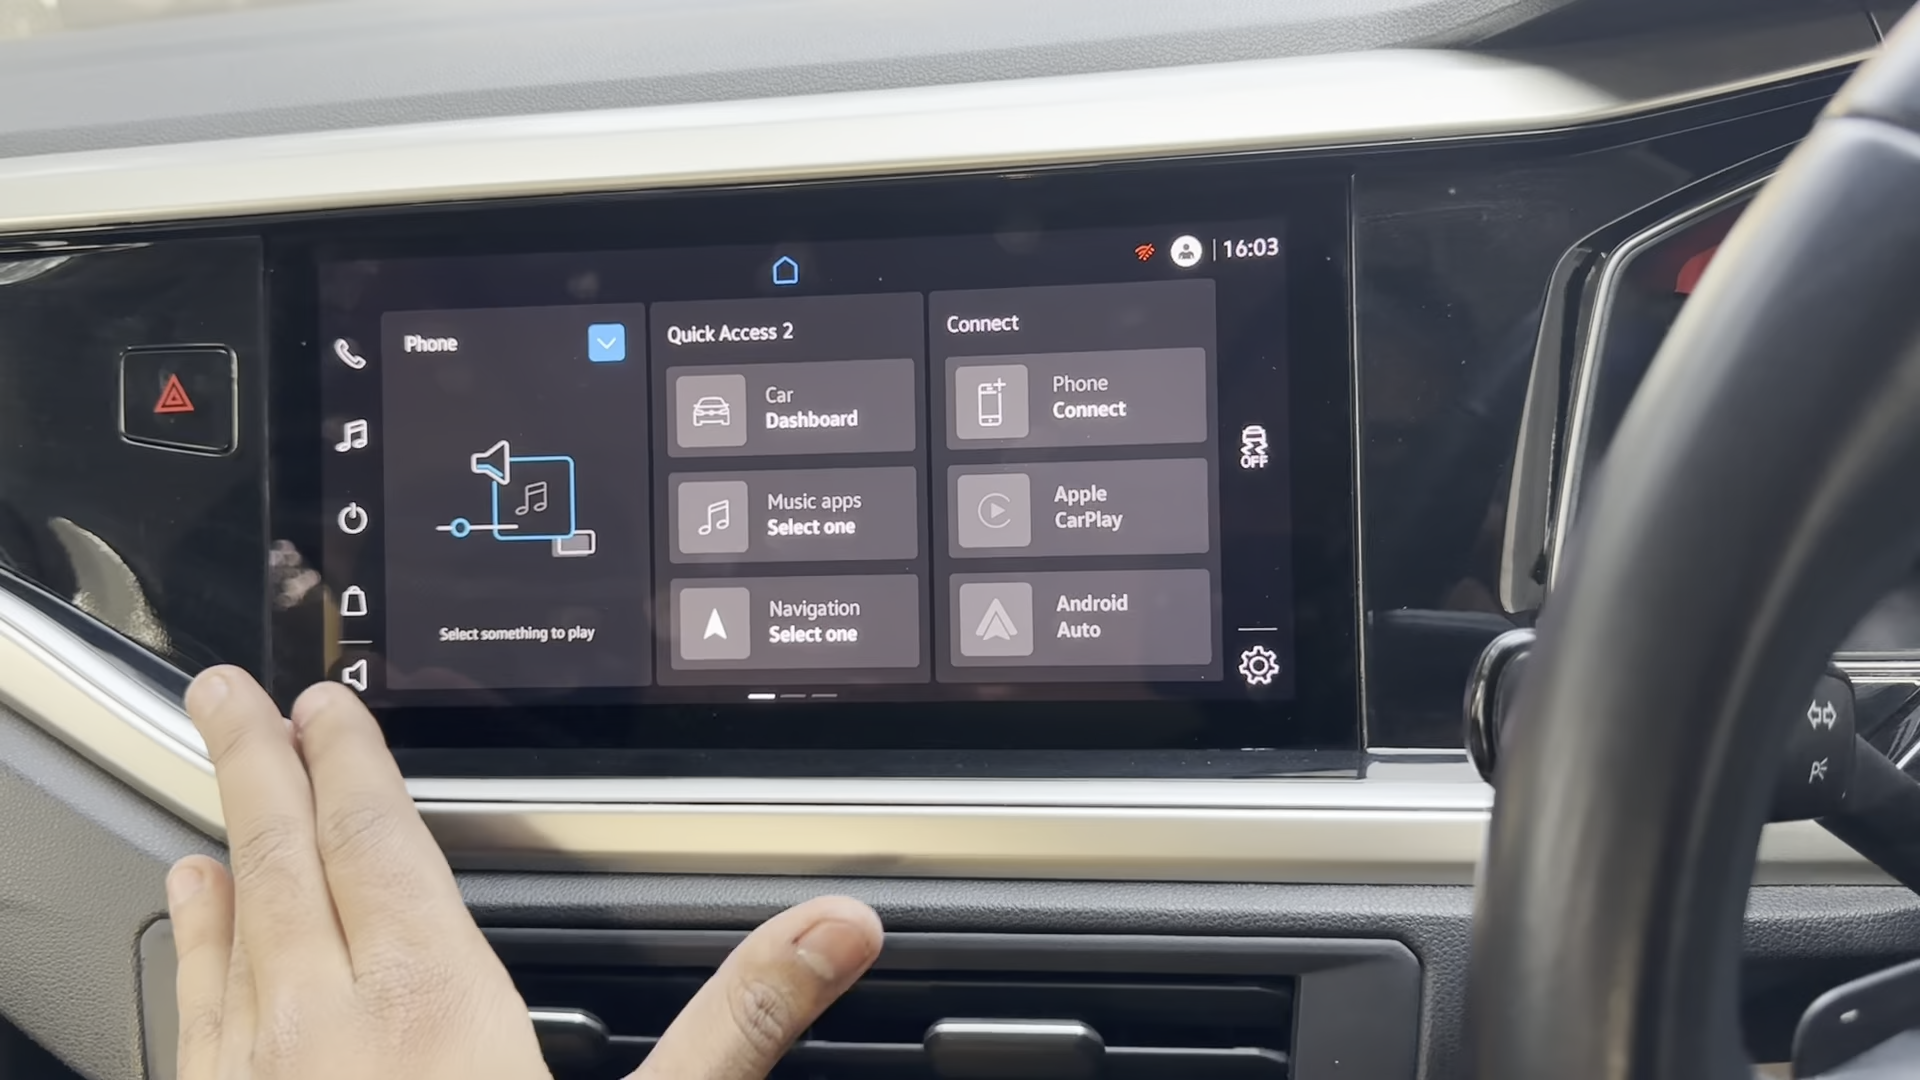 16:03
Phone
Select something to play
Quick Access 2
Car
Dashboard
Music apps
Select one
Navigation
Select one
Connect
Phone
Connect
Apple
CarPlay
Android
Auto
OFF